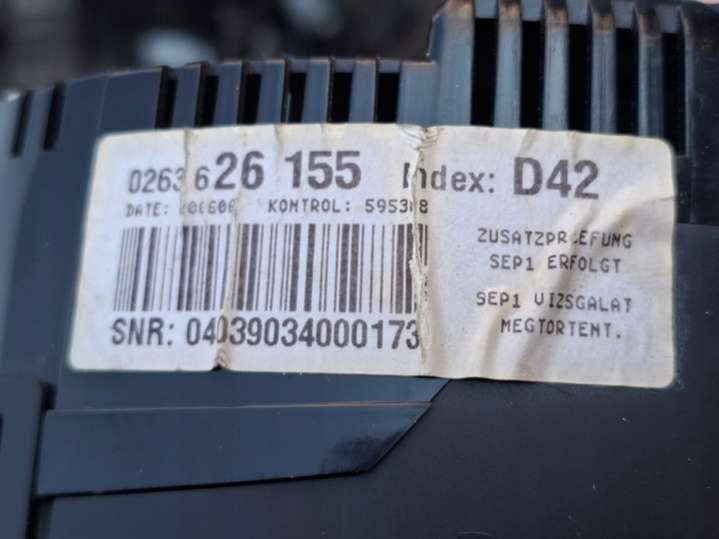 0263 626 155 Index: D42
KONTROL:
DATE:
SNR: 04039034000173
ZUSATZPRUEFUNG
SEP1 ERFOLGT
SEP1 VIZSGALAT
MEGTORTENT.